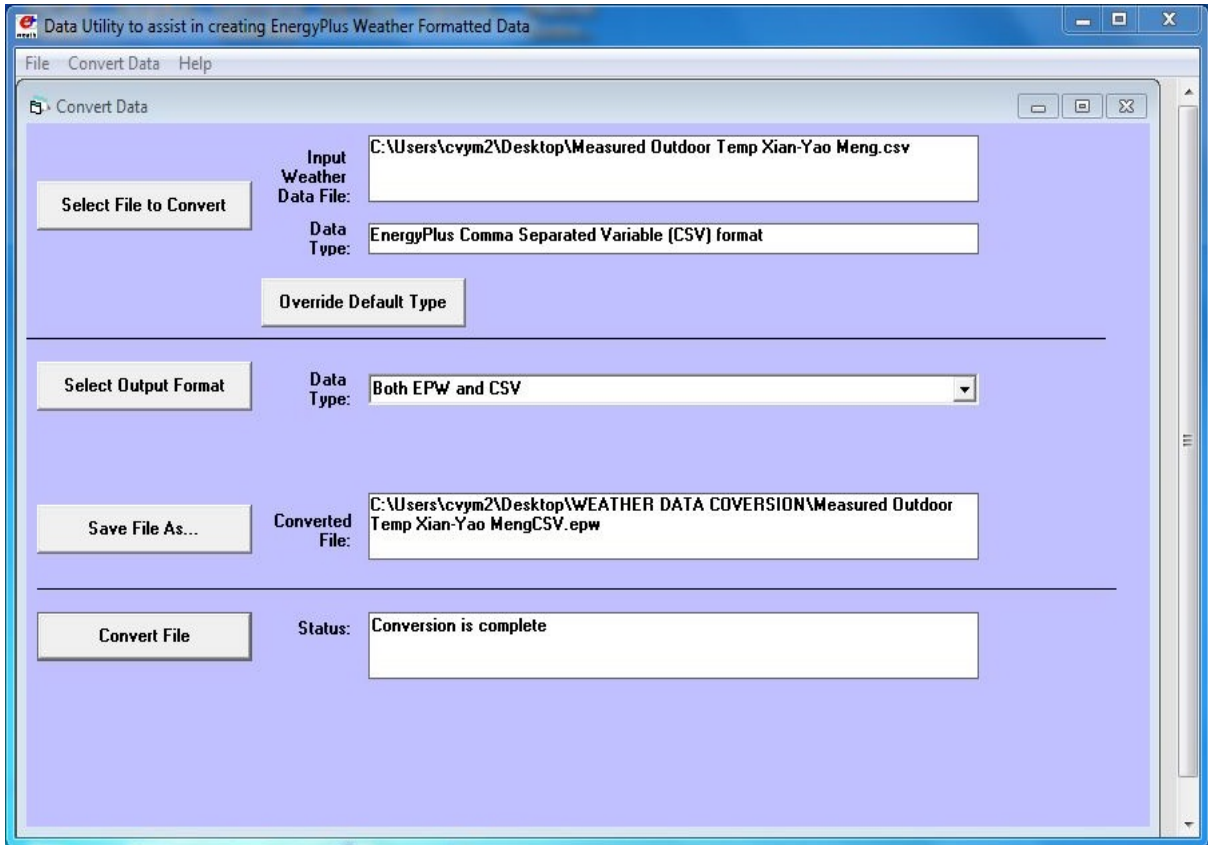 Data Utility to assist in creating EnergyPlus Weather Formatted Data
File Convert Data Help
Convert Data
Select File to Convert
Input
Weather
Data File:
C:\Users\cvym2\Desktop\Measured Outdoor Temp Xian-Yao Meng.csv
Data
Type:
EnergyPlus Comma Separated Variable (CSV) format
Override Default Type
Select Output Format
Data
Type:
Both EPW and CSV
Save File As...
Converted
File:
C:\Users\cvym2\Desktop\WEATHER DATA COVERSION\Measured Outdoor
Temp Xian-Yao MengCSV.epw
Convert File
Status:
Conversion is complete